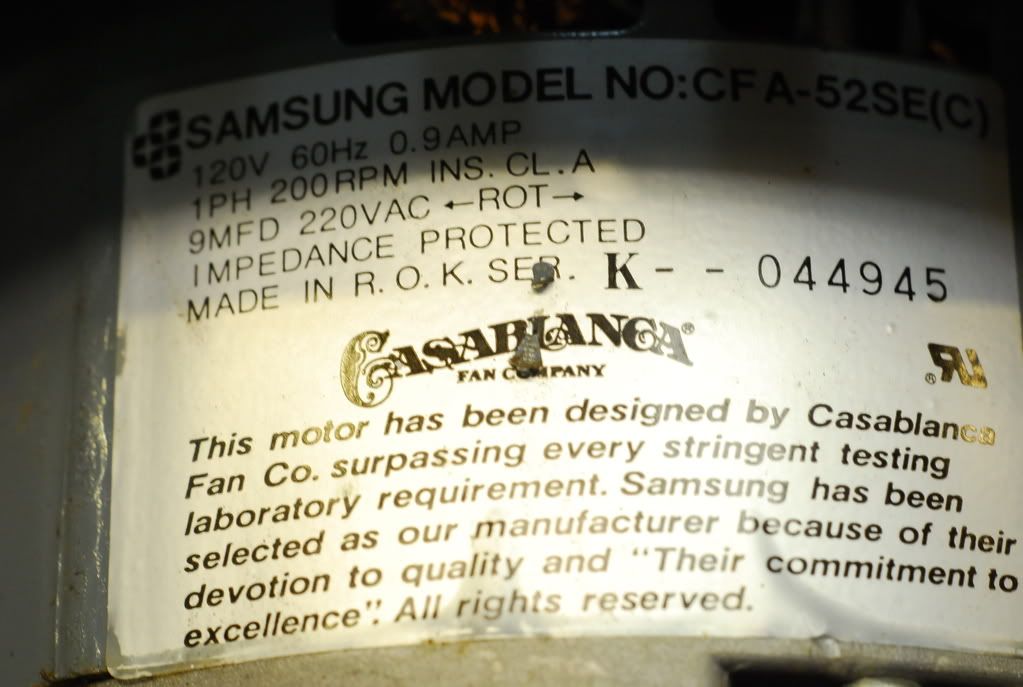 SAMSUNG MODEL NO:CFA-52SE(C)
120V 60Hz 0.9AMP
1PH 200RPM INS. CL. A
9MFD 220VAC ←ROT→
IMPEDANCE PROTECTED
MADE IN R. O. K. SER. K - - 044945
CASABLANCA®
FAN COMPANY
® RU
This motor has been designed by Casablanca
Fan Co. surpassing every stringent testing
laboratory requirement. Samsung has been
selected as our manufacturer because of their
devotion to quality and "Their commitment to
excellence". All rights reserved.